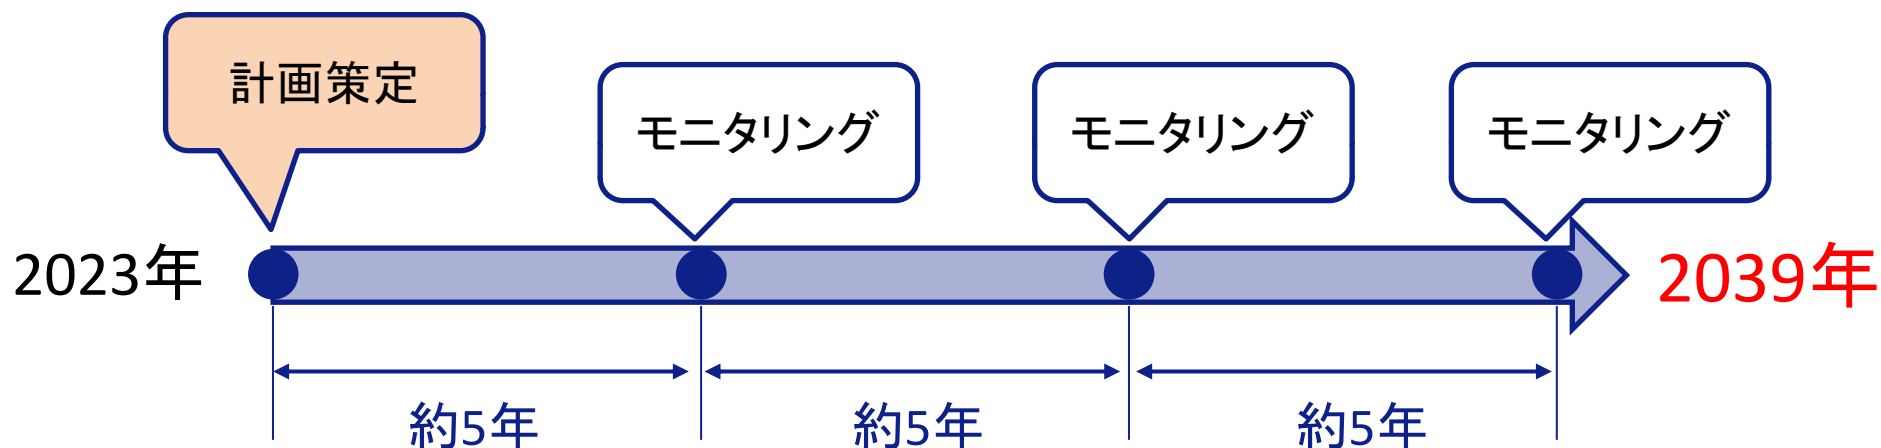 計画策定
モニタリング
モニタリング
モニタリング
2023年
2039年
約5年
約5年
約5年